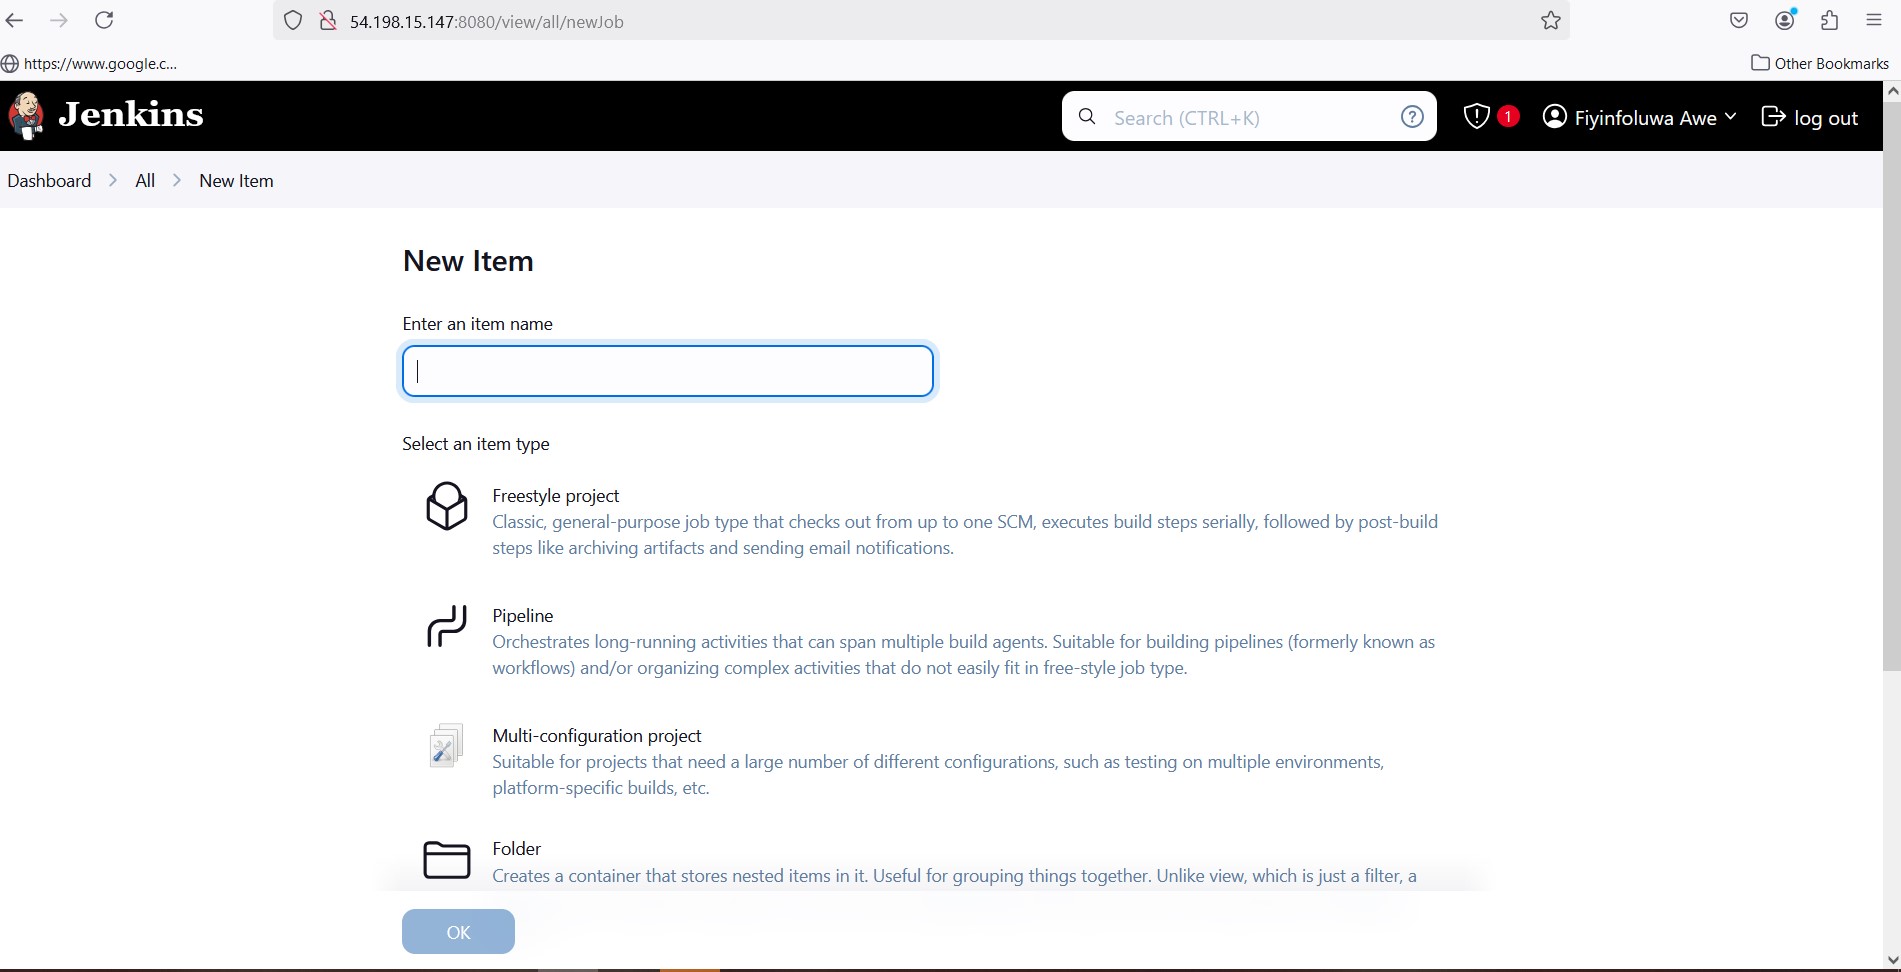 54.198.15.147:8080/view/all/newJob
https://www.google.c...
Other Bookmarks
Jenkins
Search (CTRL+K)
?
1
Fiyinfoluwa Awe
log out
Dashboard > All > New Item
New Item
Enter an item name
Select an item type
Freestyle project
Classic, general-purpose job type that checks out from up to one SCM, executes build steps serially, followed by post-build
steps like archiving artifacts and sending email notifications.
Pipeline
Orchestrates long-running activities that can span multiple build agents. Suitable for building pipelines (formerly known as
workflows) and/or organizing complex activities that do not easily fit in free-style job type.
Multi-configuration project
Suitable for projects that need a large number of different configurations, such as testing on multiple environments,
platform-specific builds, etc.
Folder
Creates a container that stores nested items in it. Useful for grouping things together. Unlike view, which is just a filter, a
OK